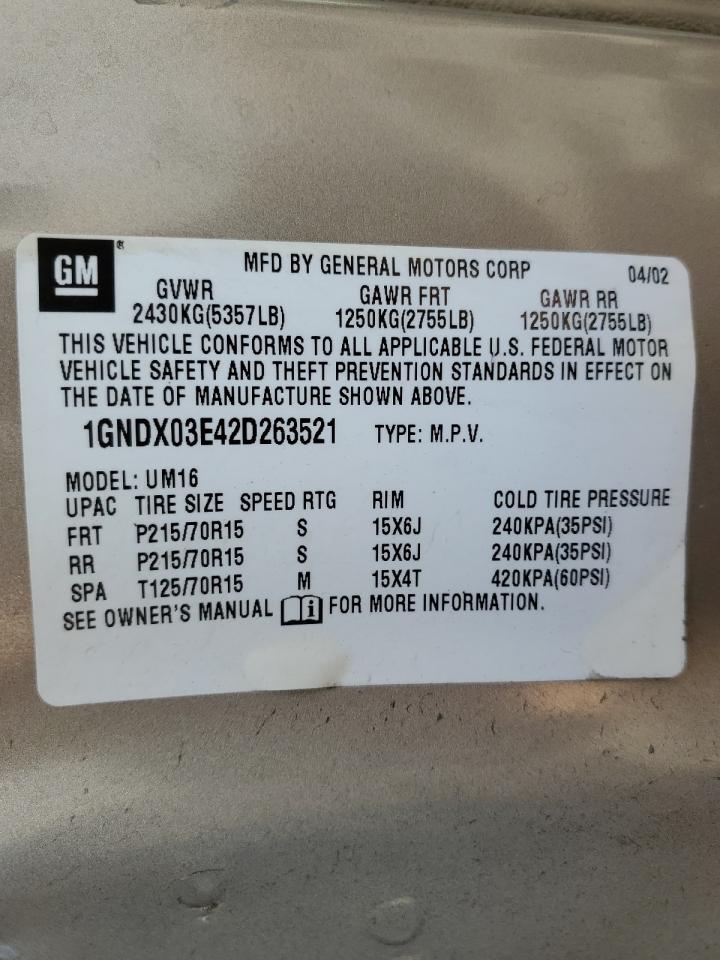 GM®
MFD BY GENERAL MOTORS CORP 04/02
GVWR GAWR FRT GAWR RR
2430KG(5357LB) 1250KG(2755LB) 1250KG(2755LB)
THIS VEHICLE CONFORMS TO ALL APPLICABLE U.S. FEDERAL MOTOR
VEHICLE SAFETY AND THEFT PREVENTION STANDARDS IN EFFECT ON
THE DATE OF MANUFACTURE SHOWN ABOVE.
1GNDX03E42D263521 TYPE: M.P.V.
MODEL: UM16
UPAC TIRE SIZE SPEED RTG RIM COLD TIRE PRESSURE
FRT P215/70R15 S 15X6J 240KPA(35PSI)
RR P215/70R15 S 15X6J 240KPA(35PSI)
SPA T125/70R15 M 15X4T 420KPA(60PSI)
SEE OWNER'S MANUAL FOR MORE INFORMATION.